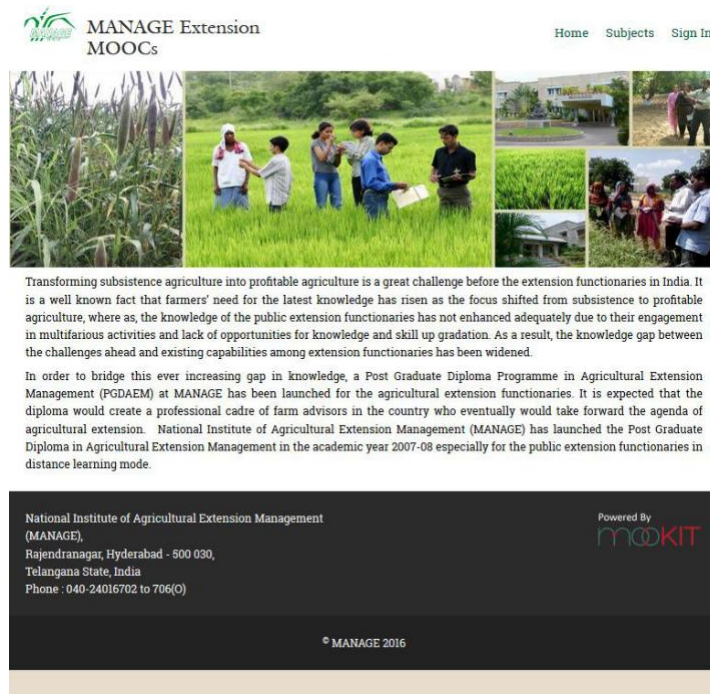 MANAGE
MANAGE Extension
MOOCs
Home Subjects Sign In
Transforming subsistence agriculture into profitable agriculture is a great challenge before the extension functionaries in India. It
is a well known fact that farmers' need for the latest knowledge has risen as the focus shifted from subsistence to profitable
agriculture, where as, the knowledge of the public extension functionaries has not enhanced adequately due to their engagement
in multifarious activities and lack of opportunities for knowledge and skill up gradation. As a result, the knowledge gap between
the challenges ahead and existing capabilities among extension functionaries has been widened.
In order to bridge this ever increasing gap in knowledge, a Post Graduate Diploma Programme in Agricultural Extension
Management (PGDAEM) at MANAGE has been launched for the agricultural extension functionaries. It is expected that the
diploma would create a professional cadre of farm advisors in the country who eventually would take forward the agenda of
agricultural extension. National Institute of Agricultural Extension Management (MANAGE) has launched the Post Graduate
Diploma in Agricultural Extension Management in the academic year 2007-08 especially for the public extension functionaries in
distance learning mode.
National Institute of Agricultural Extension Management
(MANAGE),
Rajendranagar, Hyderabad - 500 030,
Telangana State, India
Phone : 040-24016702 to 706(O)
Powered By
mooKIT
© MANAGE 2016